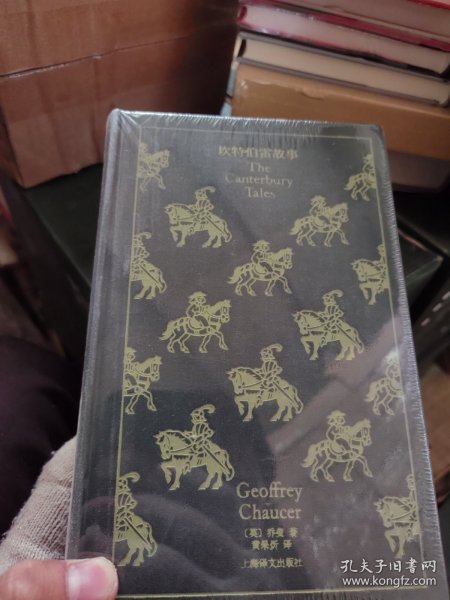 坎特伯雷故事
The
Canterbury
Tales
Geoffrey
Chaucer
〔英〕乔叟 著
黄杲炘 译
上海译文出版社
孔夫子旧书网
www.kongfz.com